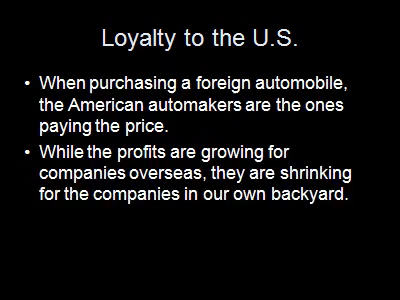 Loyalty to the U.S.
• When purchasing a foreign automobile,
the American automakers are the ones
paying the price.
• While the profits are growing for
companies overseas, they are shrinking
for the companies in our own backyard.